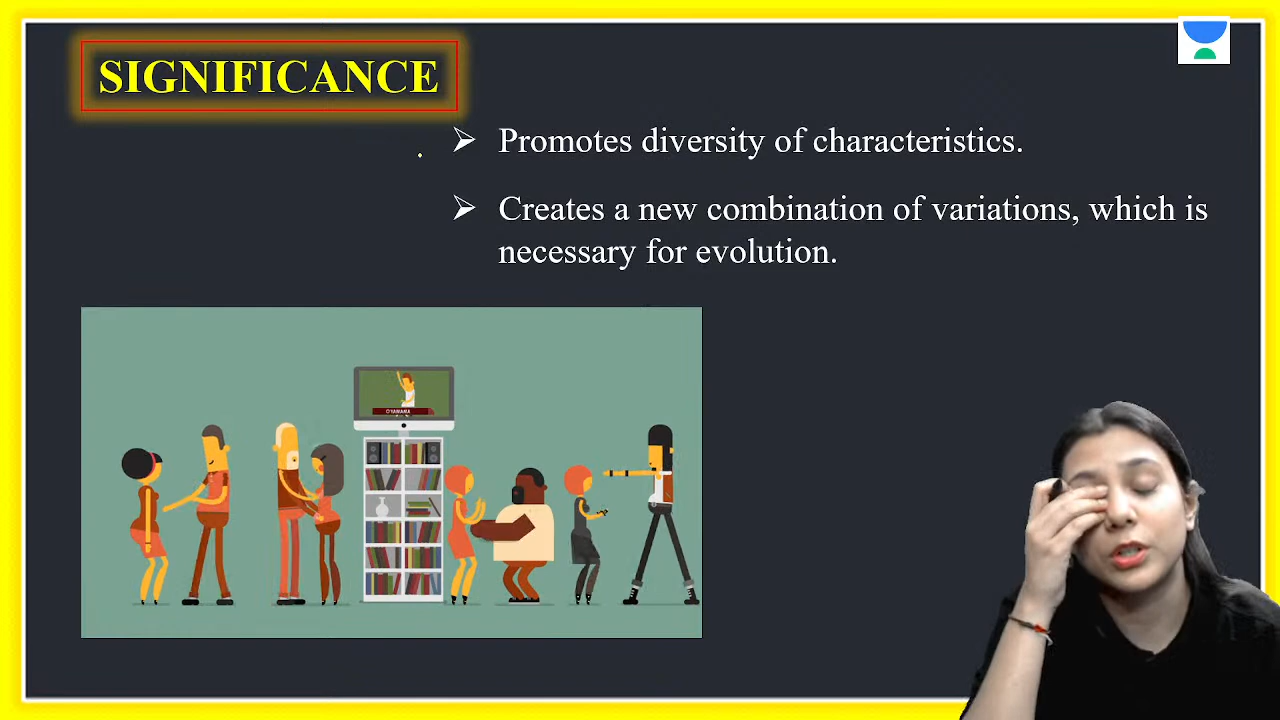 SIGNIFICANCE
➢ Promotes diversity of characteristics.
➢ Creates a new combination of variations, which is
necessary for evolution.